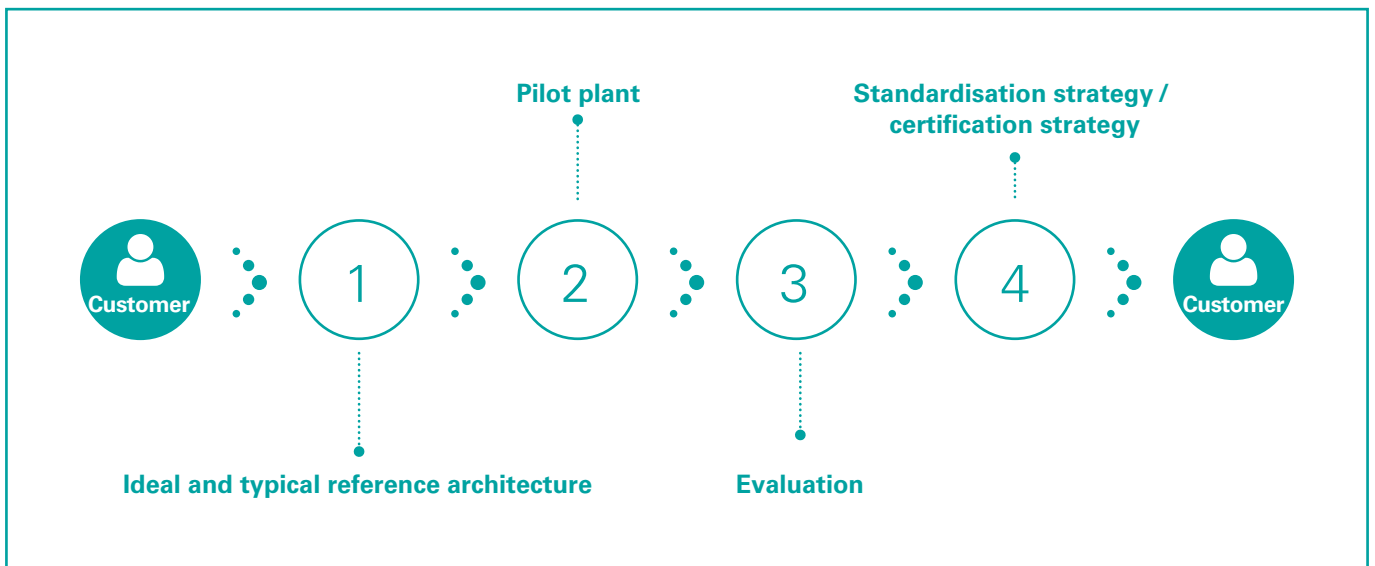 Pilot plant
Standardisation strategy /
certification strategy
Customer
1
2
3
4
Customer
Ideal and typical reference architecture
Evaluation